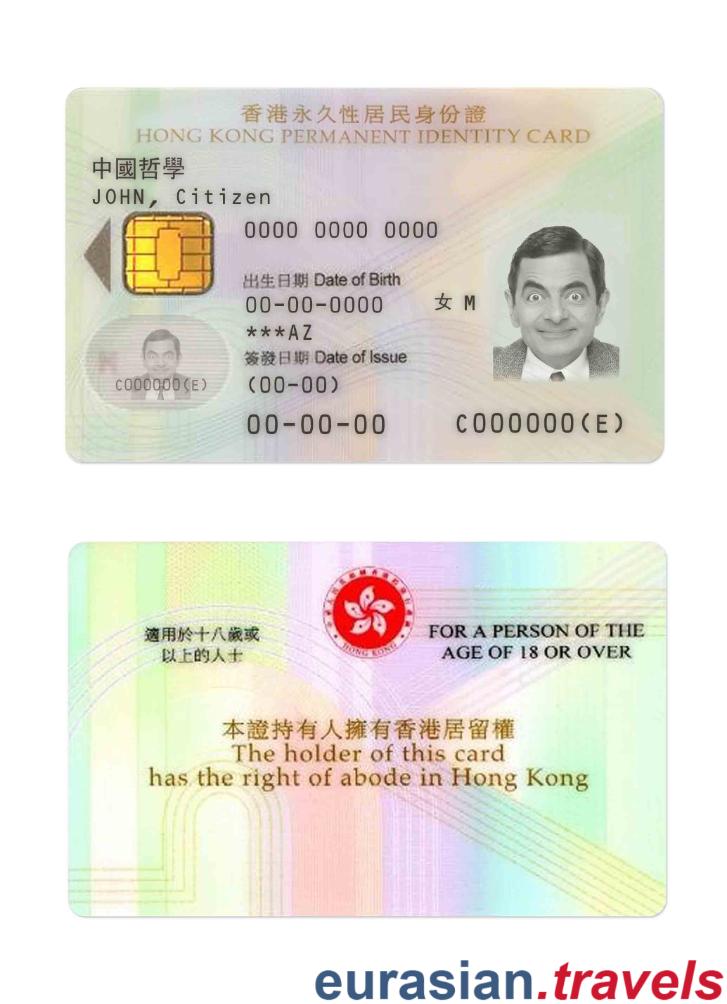 香港永久性居民身份證
HONG KONG PERMANENT IDENTITY CARD
中國哲學
JOHN, Citizen
0000 0000 0000
出生日期 Date of Birth
00-00-0000 女 M
***AZ
簽發日期 Date of Issue
(00-00)
C000000(E)
00-00-00 C000000(E)
HONG KONG
適用於十八歲或
以上的人士
FOR A PERSON OF THE
AGE OF 18 OR OVER
本證持有人擁有香港居留權
The holder of this card
has the right of abode in Hong Kong
eurasian.travels